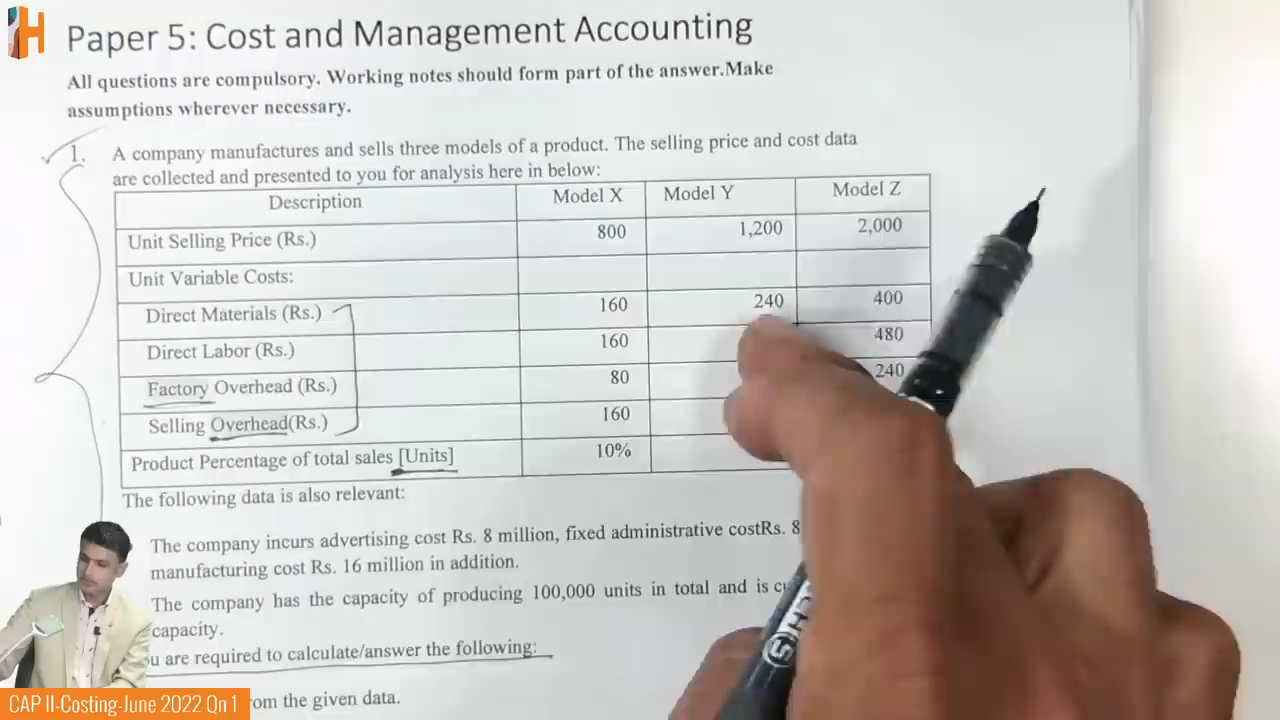 H
Paper 5: Cost and Management Accounting
All questions are compulsory. Working notes should form part of the answer.Make
assumptions wherever necessary.
1. A company manufactures and sells three models of a product. The selling price and cost data
are collected and presented to you for analysis here in below:
Description Model X Model Y Model Z
Unit Selling Price (Rs.) 800 1,200 2,000
Unit Variable Costs:
Direct Materials (Rs.) 160 240 400
Direct Labor (Rs.) 160 480
Factory Overhead (Rs.) 80 240
Selling Overhead(Rs.) 160
Product Percentage of total sales [Units] 10%
The following data is also relevant:
The company incurs advertising cost Rs. 8 million, fixed administrative costRs. 8
manufacturing cost Rs. 16 million in addition.
The company has the capacity of producing 100,000 units in total and is
capacity.
u are required to calculate/answer the following:
om the given data.
CAP II-Costing-June 2022 Qn 1